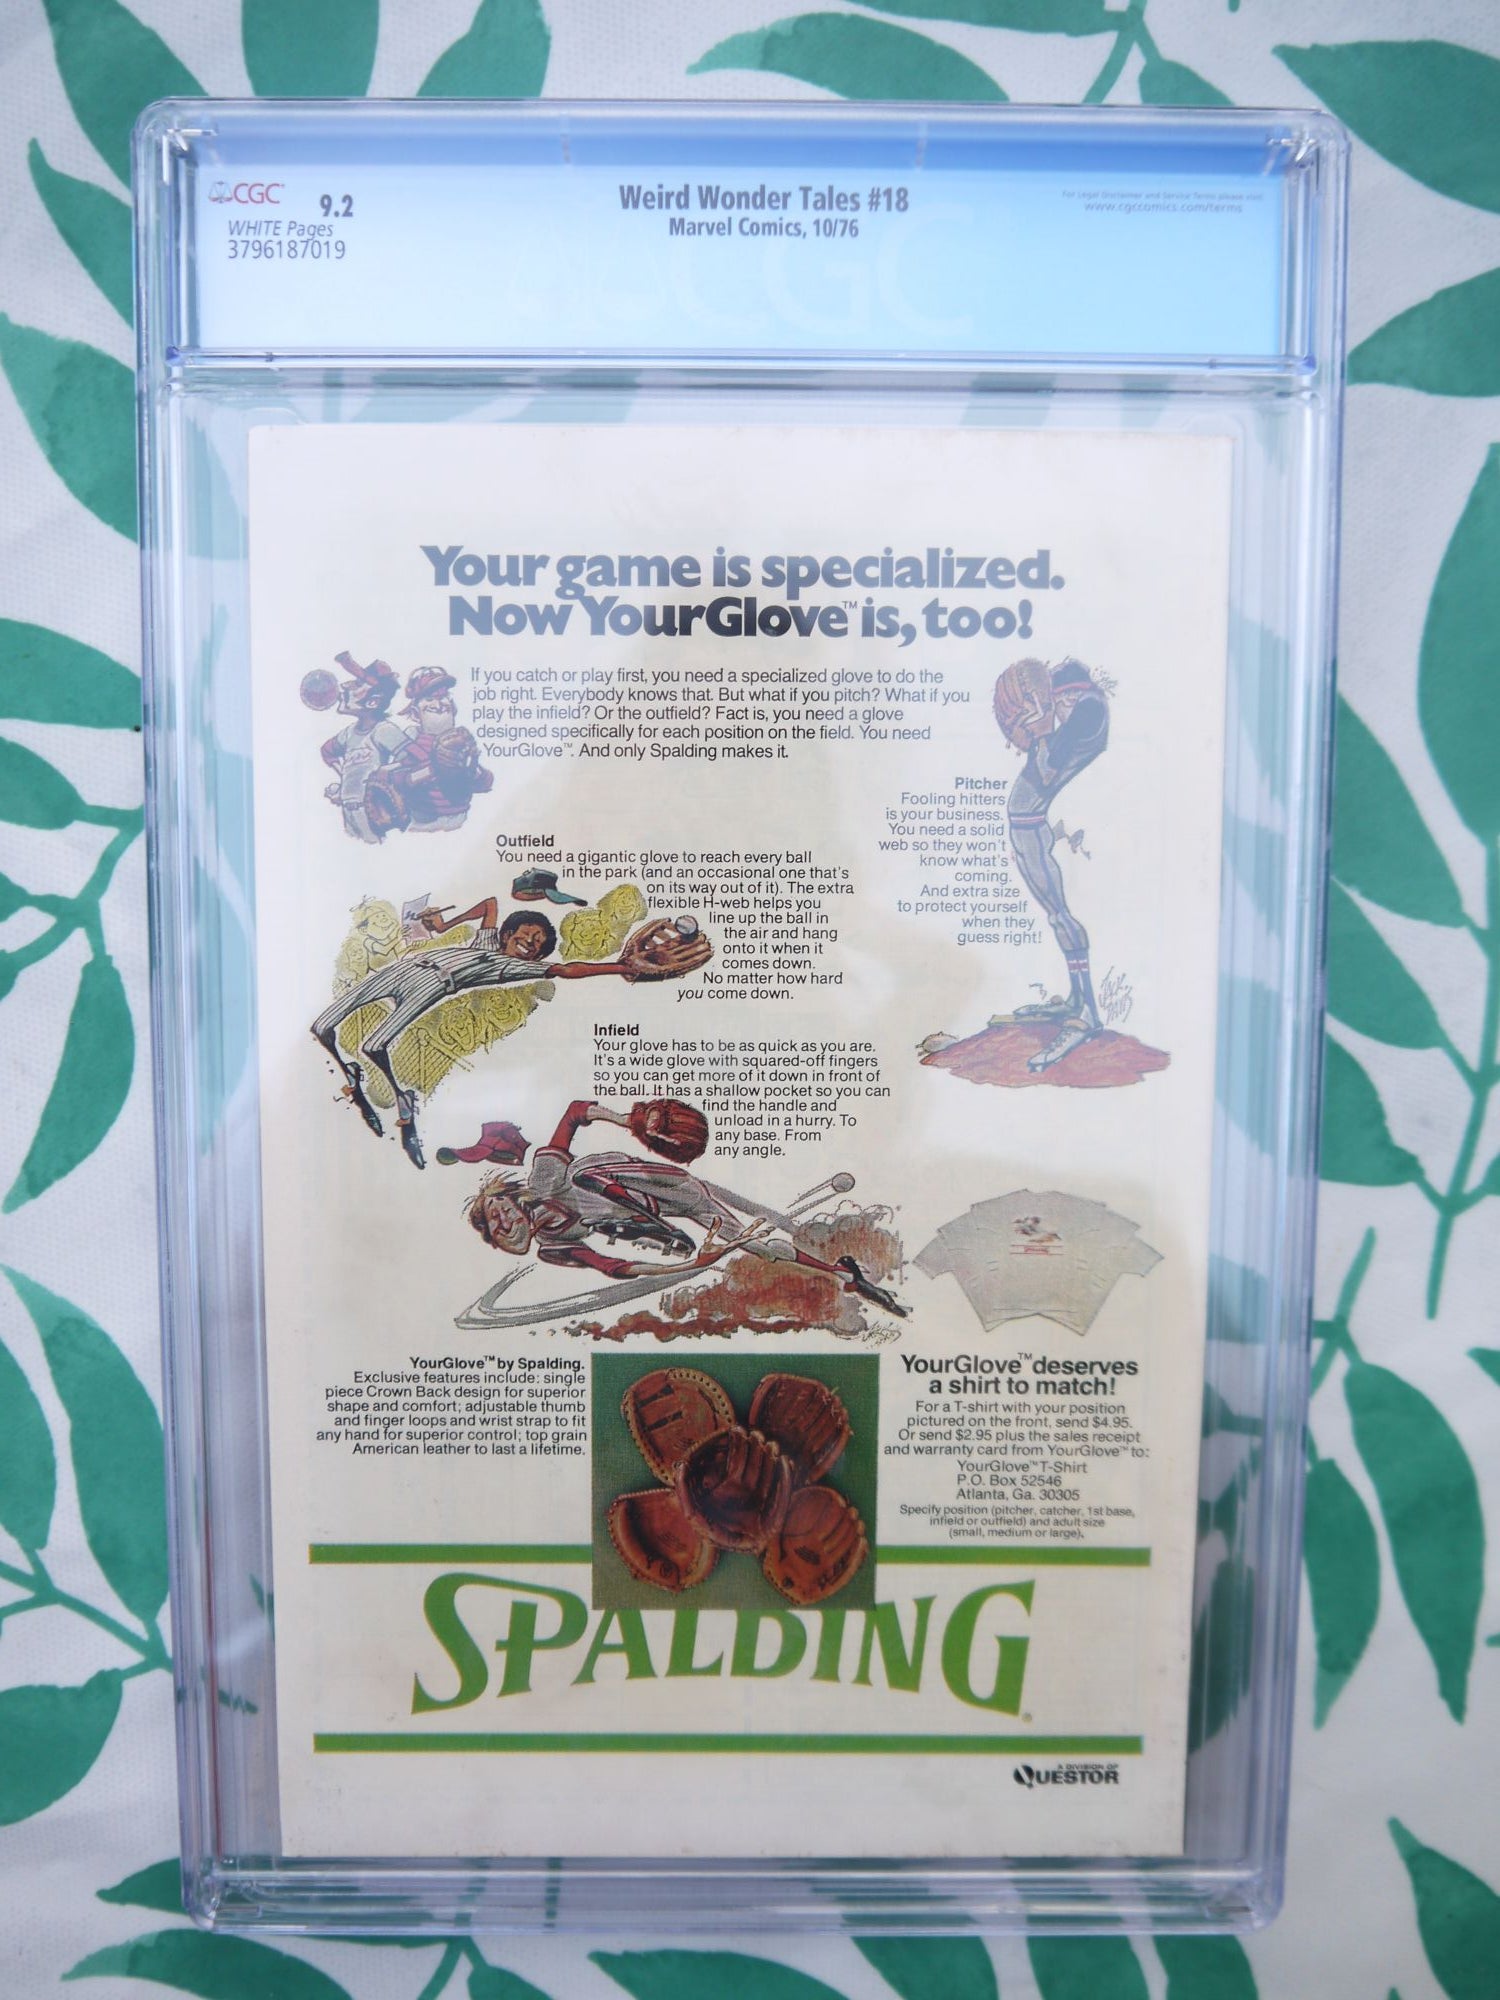 CGC
9.2
WHITE Pages
3796187019
Weird Wonder Tales #18
Marvel Comics, 10/76
For Legal Disclaimer and Service Terms please visit
www.cgccomics.com/terms
CGC
Your game is specialized.
Now YourGlove™ is, too!
If you catch or play first, you need a specialized glove to do the
job right. Everybody knows that. But what if you pitch? What if you
play the infield? Or the outfield? Fact is, you need a glove
designed specifically for each position on the field. You need
YourGlove™. And only Spalding makes it.
Pitcher
Fooling hitters
is your business.
You need a solid
web so they won't
know what's
coming.
And extra size
to protect yourself
when they
guess right!
Outfield
You need a gigantic glove to reach every ball
in the park (and an occasional one that's
on its way out of it). The extra
flexible H-web helps you
line up the ball in
the air and hang
onto it when it
comes down.
No matter how hard
you come down.
Infield
Your glove has to be as quick as you are.
It's a wide glove with squared-off fingers
so you can get more of it down in front of
the ball. It has a shallow pocket so you can
find the handle and
unload in a hurry. To
any base. From
any angle.
YourGlove™ by Spalding.
Exclusive features include: single
piece Crown Back design for superior
shape and comfort; adjustable thumb
and finger loops and wrist strap to fit
any hand for superior control; top grain
American leather to last a lifetime.
YourGlove™ deserves
a shirt to match!
For a T-shirt with your position
pictured on the front, send $4.95.
Or send $2.95 plus the sales receipt
and warranty card from YourGlove™ to:
YourGlove™ T-Shirt
P.O. Box 52546
Atlanta, Ga. 30305
Specify position (pitcher, catcher, 1st base,
infield or outfield) and adult size
(small, medium or large).
SPALDING®
A DIVISION OF
QUESTOR